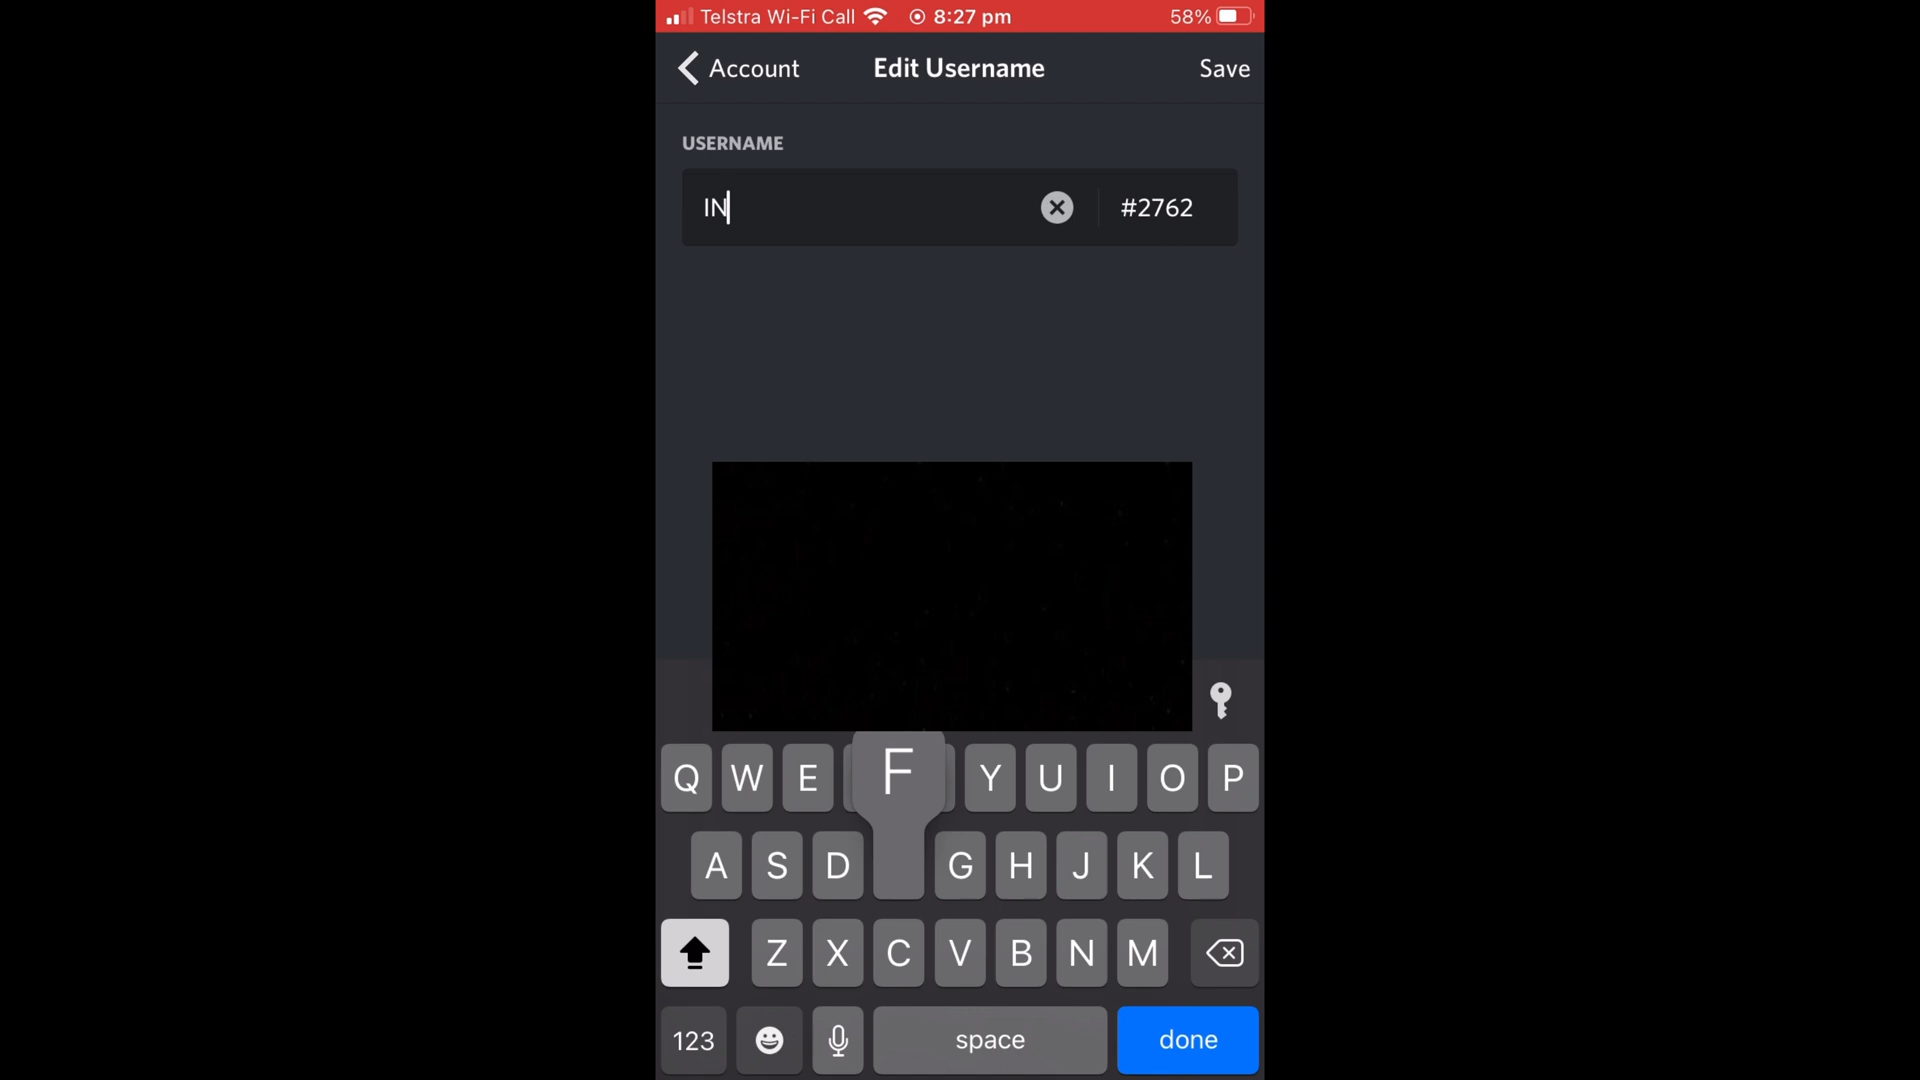 Telstra Wi-Fi Call 8:27 pm 58%
Account Edit Username Save
USERNAME
IN #2762
Q W E F Y U I O P
A S D G H J K L
Z X C V B N M
123 space done